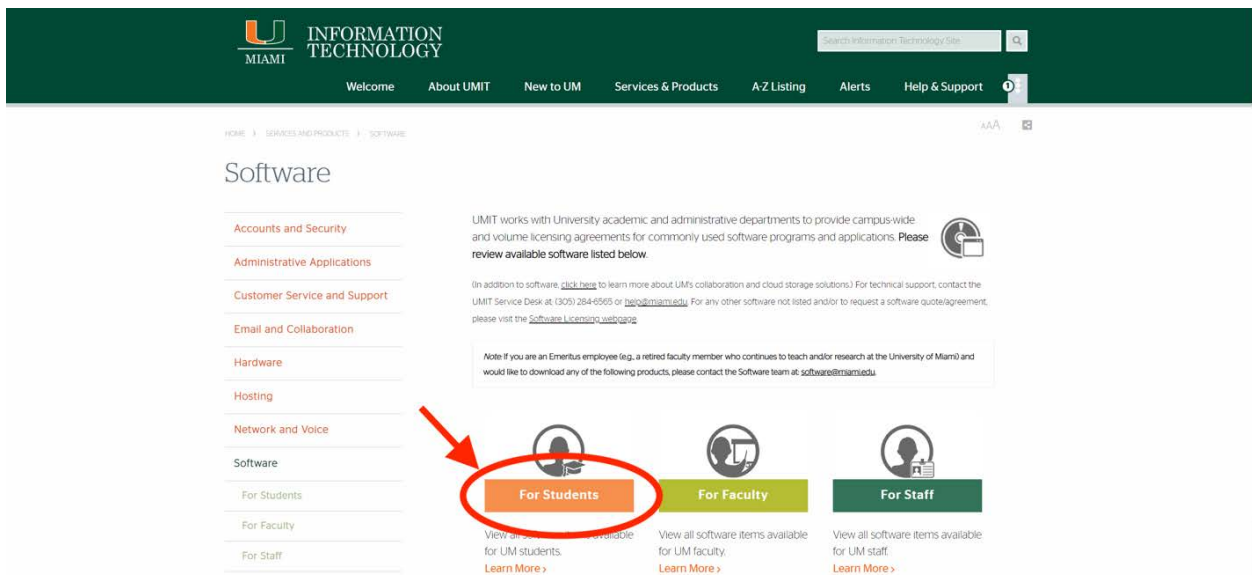 MIAMI
INFORMATION
TECHNOLOGY
Search Information Technology Site
Welcome About UMIT New to UM Services & Products A-Z Listing Alerts Help & Support 1
HOME > SERVICES AND PRODUCTS > SOFTWARE
AAA
Software
Accounts and Security
Administrative Applications
Customer Service and Support
Email and Collaboration
Hardware
Hosting
Network and Voice
Software
For Students
For Faculty
For Staff
UMIT works with University academic and administrative departments to provide campus-wide
and volume licensing agreements for commonly used software programs and applications. Please
review available software listed below.
(In addition to software, click here to learn more about UM's collaboration and cloud storage solutions.) For technical support, contact the
UMIT Service Desk at: (305) 284-6565 or help@miami.edu. For any other software not listed and/or to request a software quote/agreement,
please visit the Software Licensing webpage.
Note: If you are an Emeritus employee (e.g., a retired faculty member who continues to teach and/or research at the University of Miami) and
would like to download any of the following products, please contact the Software team at: software@miami.edu.
For Students
View all software items available
for UM students.
Learn More >
For Faculty
View all software items available
for UM faculty.
Learn More >
For Staff
View all software items available
for UM staff.
Learn More >